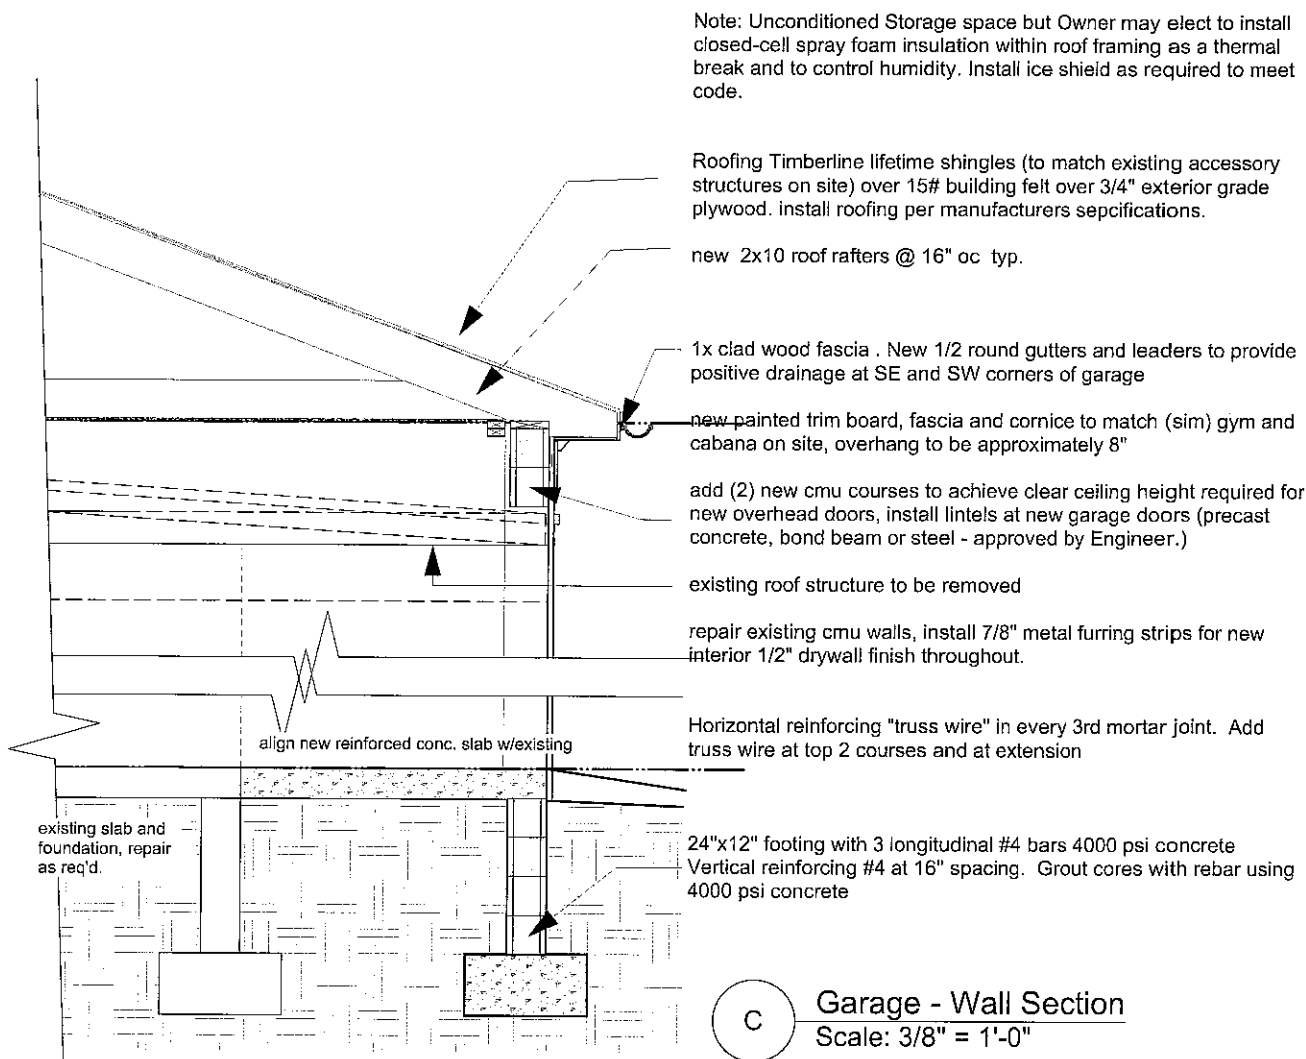 Note: Unconditioned Storage space but Owner may elect to install
closed-cell spray foam insulation within roof framing as a thermal
break and to control humidity. Install ice shield as required to meet
code.
Roofing Timberline lifetime shingles (to match existing accessory
structures on site) over 15# building felt over 3/4" exterior grade
plywood. install roofing per manufacturers sepcifications.
new 2x10 roof rafters @ 16" oc typ.
1x clad wood fascia . New 1/2 round gutters and leaders to provide
positive drainage at SE and SW corners of garage
new painted trim board, fascia and cornice to match (sim) gym and
cabana on site, overhang to be approximately 8"
add (2) new cmu courses to achieve clear ceiling height required for
new overhead doors, install lintels at new garage doors (precast
concrete, bond beam or steel - approved by Engineer.)
existing roof structure to be removed
repair existing cmu walls, install 7/8" metal furring strips for new
interior 1/2" drywall finish throughout.
Horizontal reinforcing "truss wire" in every 3rd mortar joint. Add
truss wire at top 2 courses and at extension
align new reinforced conc. slab w/existing
existing slab and
foundation, repair
as req'd.
24"x12" footing with 3 longitudinal #4 bars 4000 psi concrete
Vertical reinforcing #4 at 16" spacing. Grout cores with rebar using
4000 psi concrete
C
Garage - Wall Section
Scale: 3/8" = 1'-0"